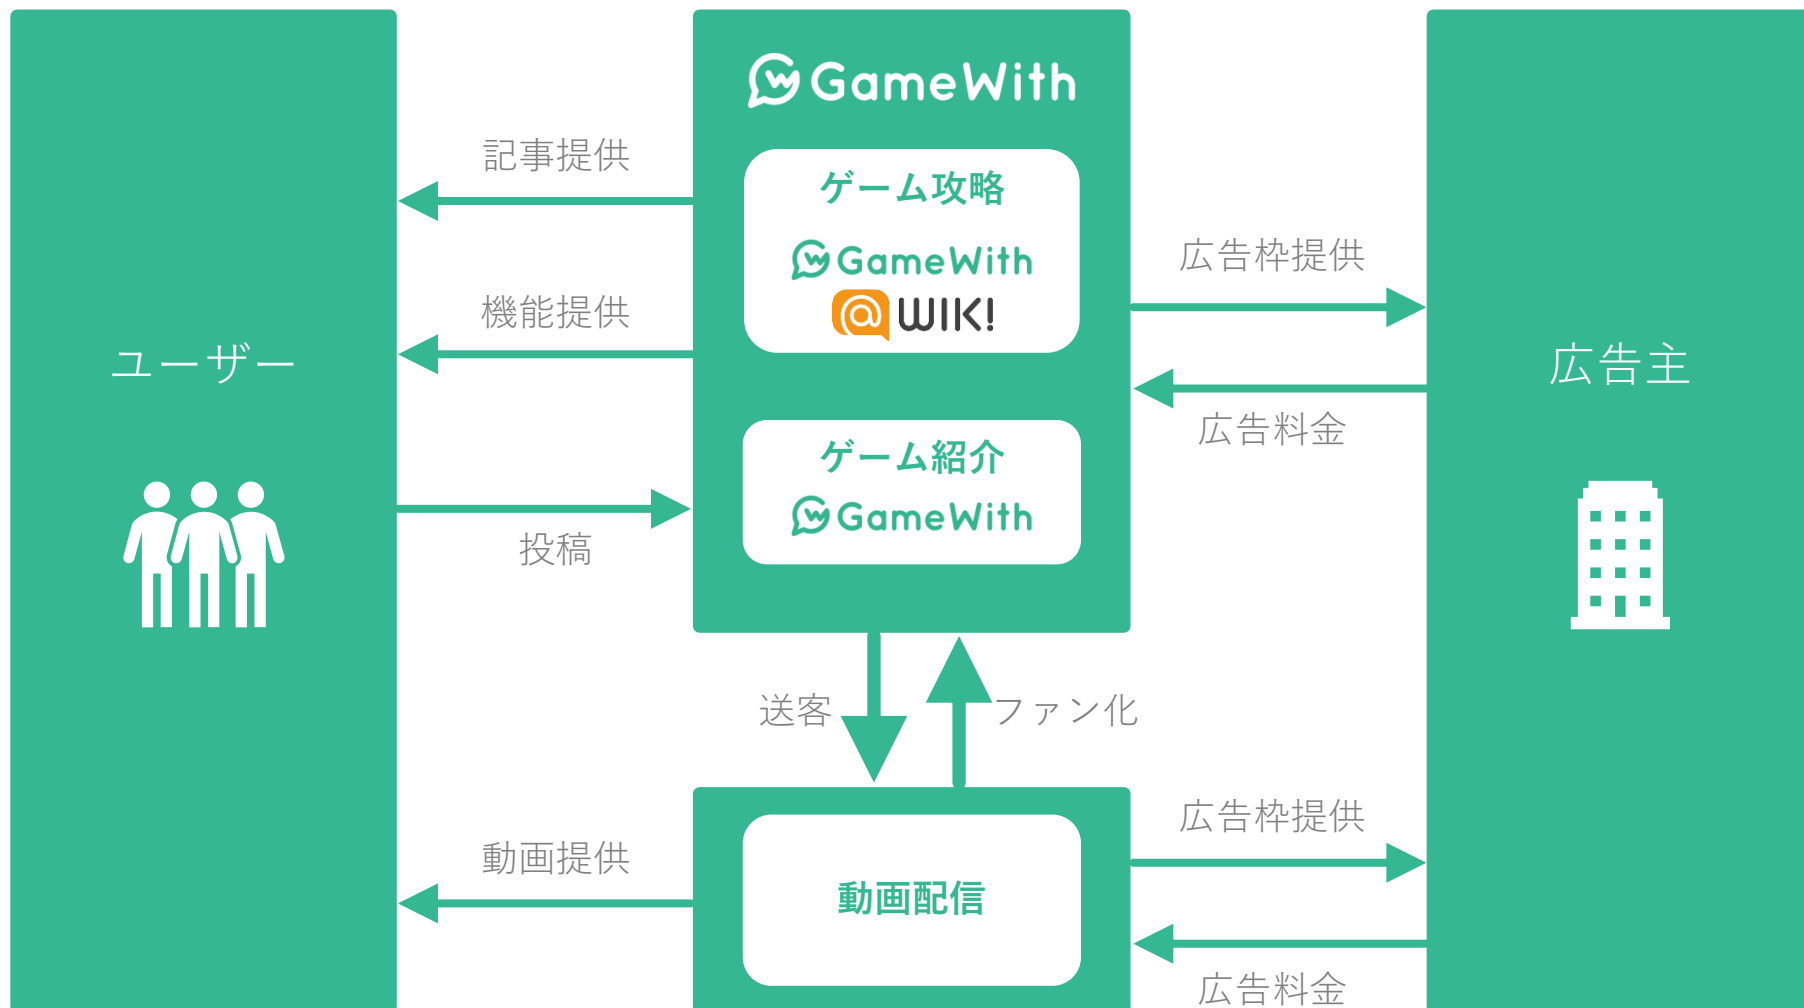 GameWith
記事提供
ゲーム攻略
GameWith
@WIKI
広告枠提供
機能提供
ユーザー
広告主
広告料金
ゲーム紹介
GameWith
投稿
送客
ファン化
広告枠提供
動画提供
動画配信
広告料金